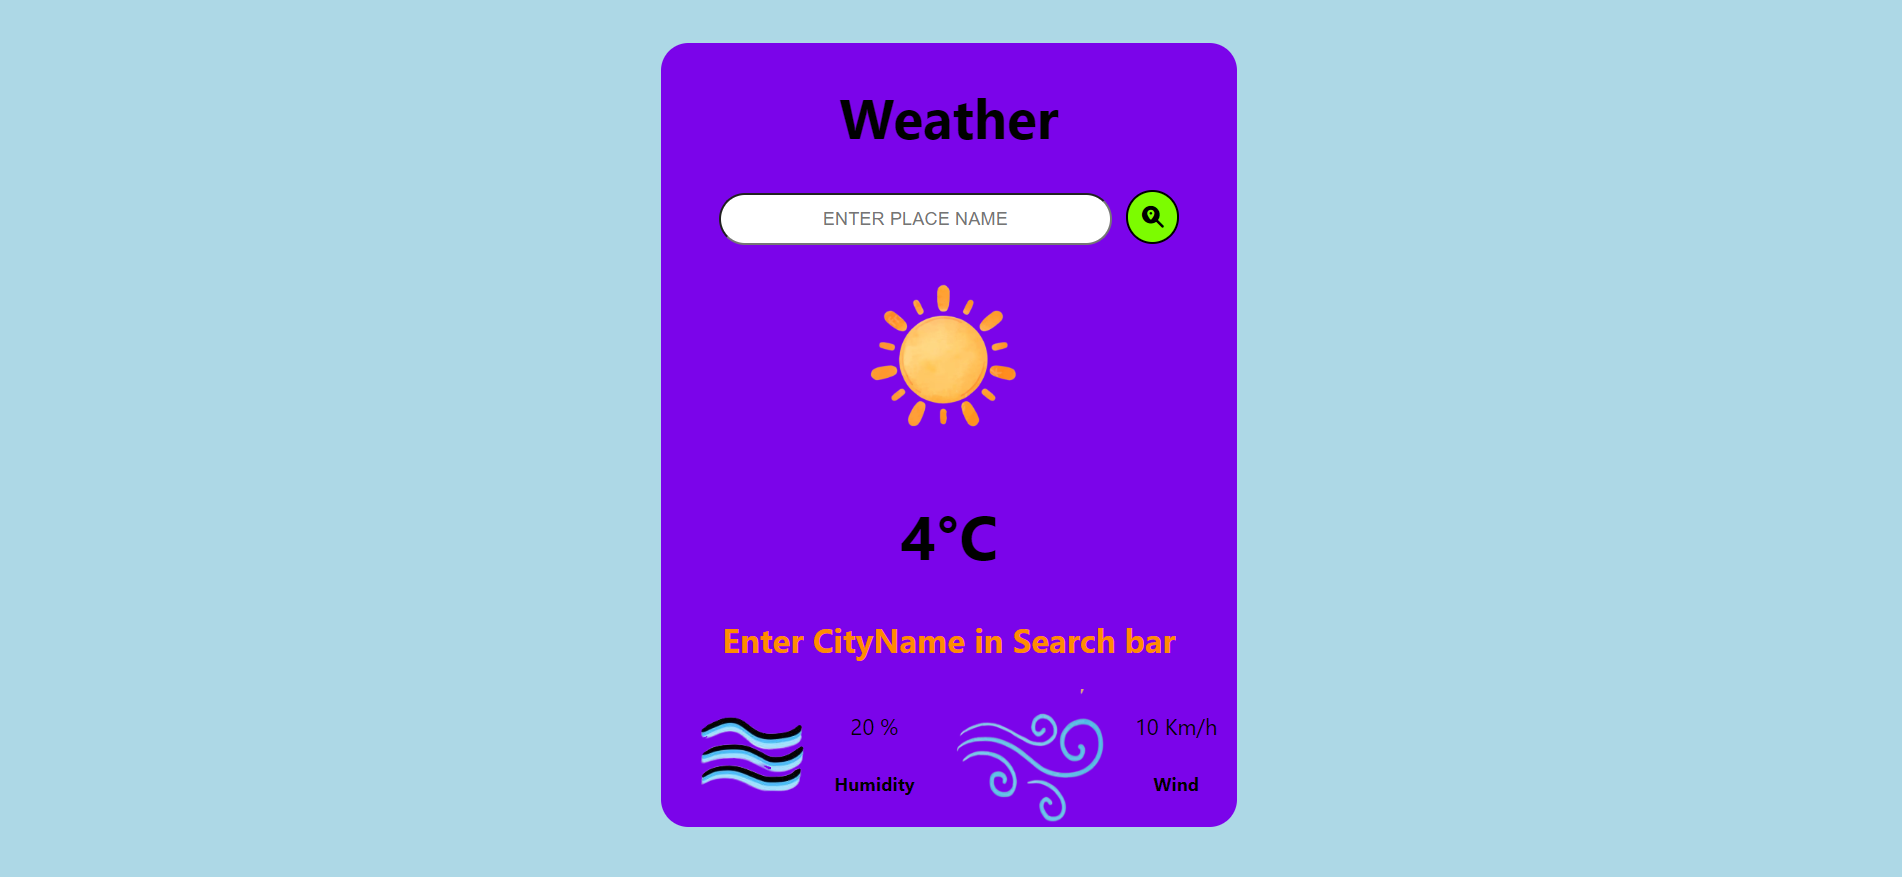 Weather
ENTER PLACE NAME
4°C
Enter CityName in Search bar
20 %
10 Km/h
Humidity
Wind